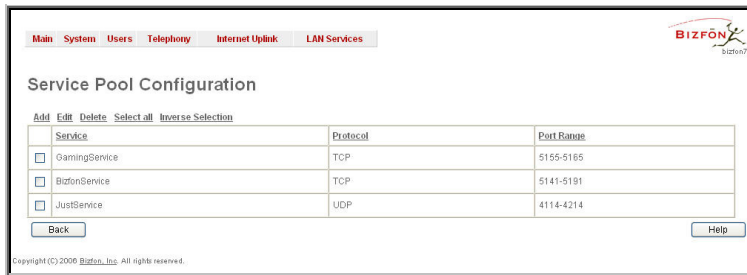 Main System Users Telephony Internet Uplink LAN Services
BIZFŌN
bizfon7
Service Pool Configuration
Add Edit Delete Select all Inverse Selection
Service Protocol Port Range
GamingService TCP 5155-5165
BizfonService TCP 5141-5191
JustService UDP 4114-4214
Back Help
Copyright (C) 2006 Bizfon, Inc. All rights reserved.